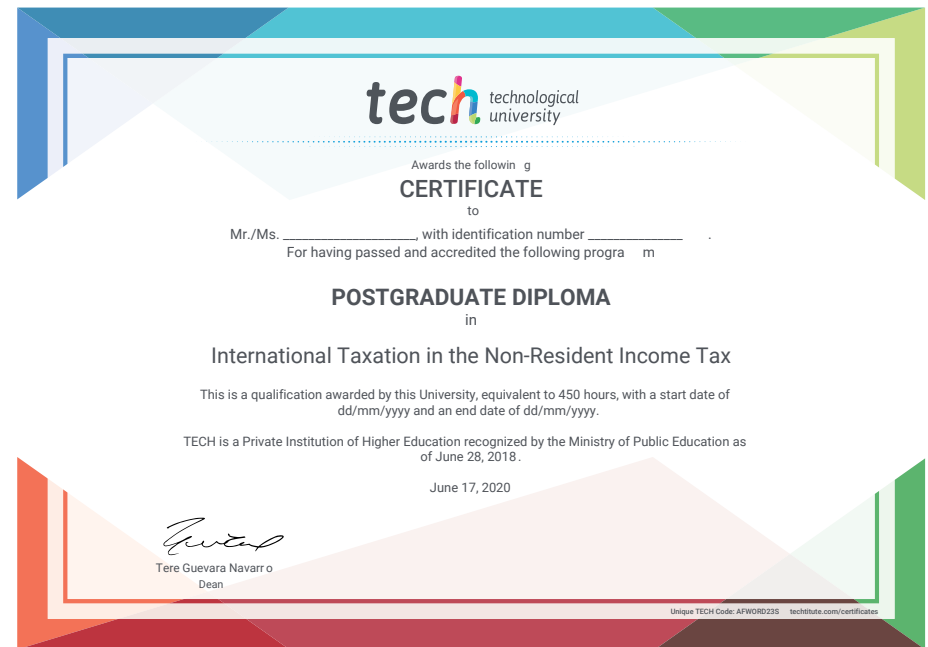 tech technological
university
Awards the followin g
CERTIFICATE
to
Mr./Ms. _____________________, with identification number _______________ .
For having passed and accredited the following progra m
POSTGRADUATE DIPLOMA
in
International Taxation in the Non-Resident Income Tax
This is a qualification awarded by this University, equivalent to 450 hours, with a start date of
dd/mm/yyyy and an end date of dd/mm/yyyy.
TECH is a Private Institution of Higher Education recognized by the Ministry of Public Education as
of June 28, 2018 .
June 17, 2020
Tere Guevara Navarr o
Dean
Unique TECH Code: AFWORD23S techtitute.com/certificates